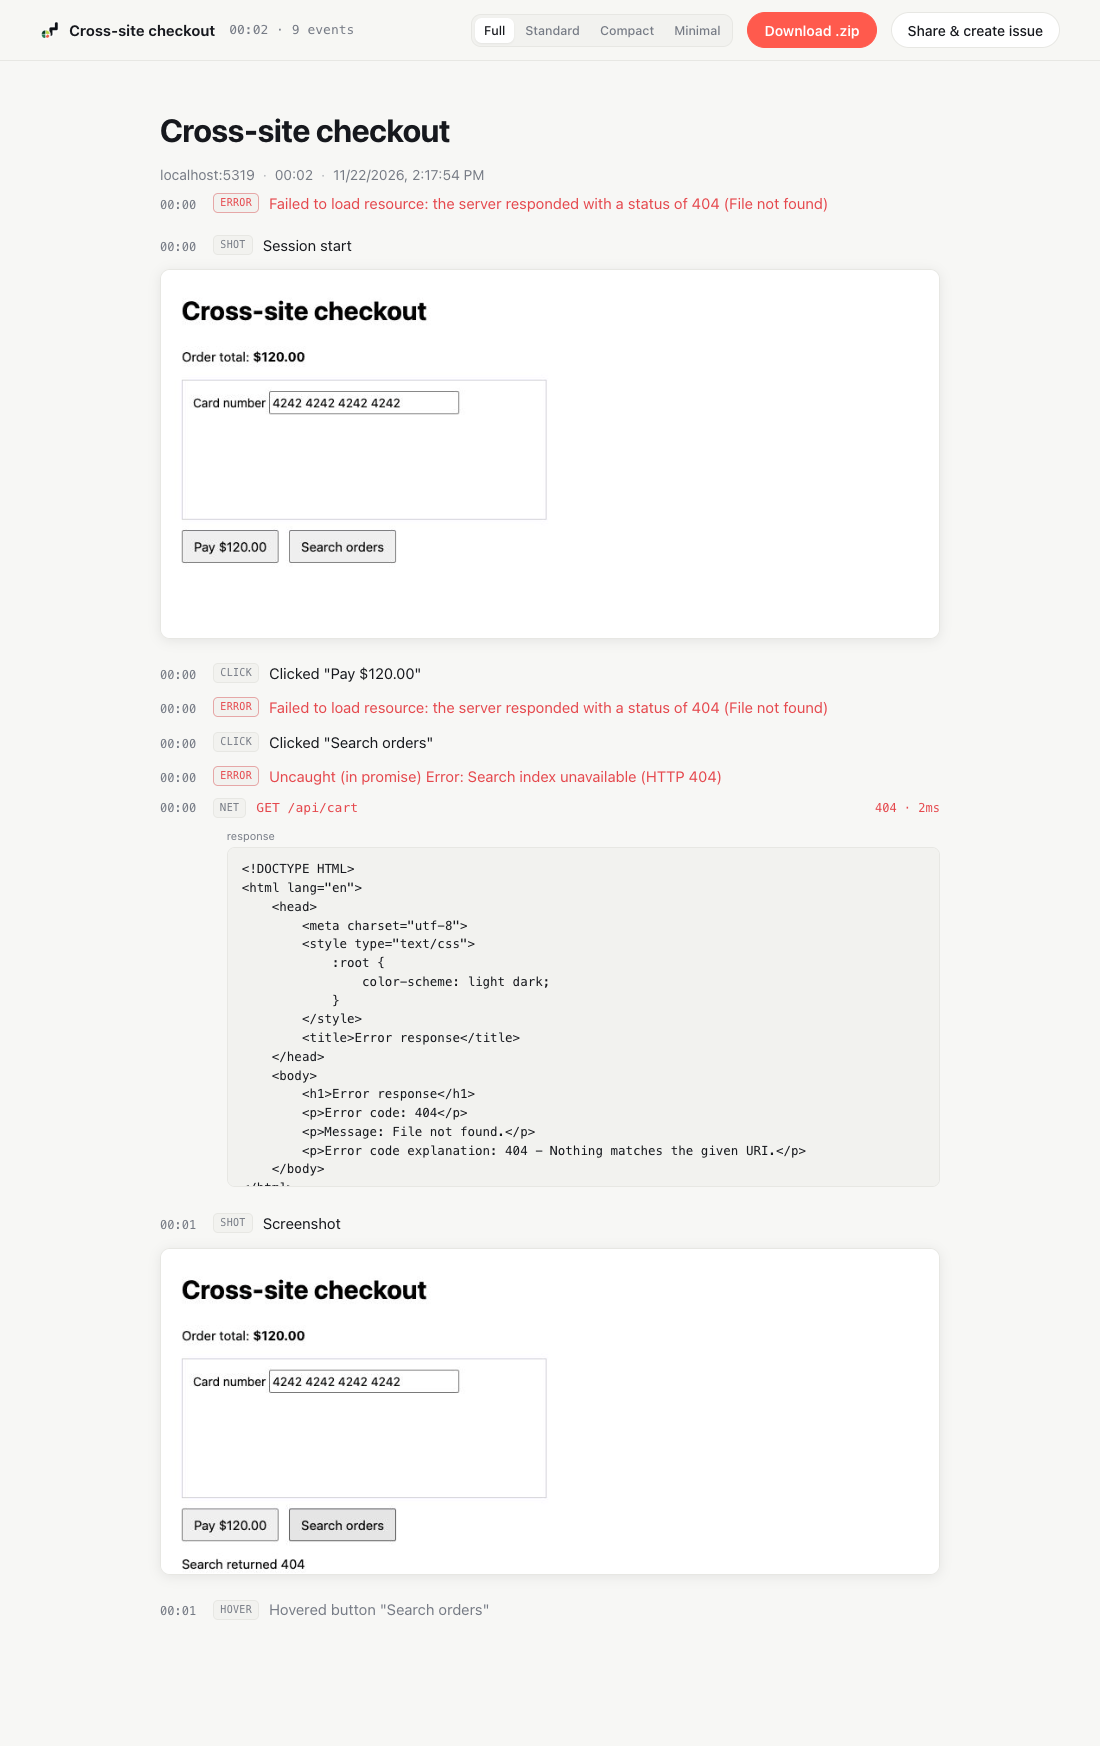 Cross-site checkout 00:02 · 9 events Full Standard Compact Minimal Download .zip Share & create issue
Cross-site checkout
localhost:5319 · 00:02 · 11/22/2026, 2:17:54 PM
00:00 ERROR Failed to load resource: the server responded with a status of 404 (File not found)
00:00 SHOT Session start
Cross-site checkout
Order total: $120.00
Card number 4242 4242 4242 4242
Pay $120.00 Search orders
00:00 CLICK Clicked "Pay $120.00"
00:00 ERROR Failed to load resource: the server responded with a status of 404 (File not found)
00:00 CLICK Clicked "Search orders"
00:00 ERROR Uncaught (in promise) Error: Search index unavailable (HTTP 404)
00:00 NET GET /api/cart 404 · 2ms
response
<!DOCTYPE HTML>
<html lang="en">
    <head>
        <meta charset="utf-8">
        <style type="text/css">
            :root {
                color-scheme: light dark;
            }
        </style>
        <title>Error response</title>
    </head>
    <body>
        <h1>Error response</h1>
        <p>Error code: 404</p>
        <p>Message: File not found.</p>
        <p>Error code explanation: 404 - Nothing matches the given URI.</p>
    </body>
</html>
00:01 SHOT Screenshot
Cross-site checkout
Order total: $120.00
Card number 4242 4242 4242 4242
Pay $120.00 Search orders
Search returned 404
00:01 HOVER Hovered button "Search orders"